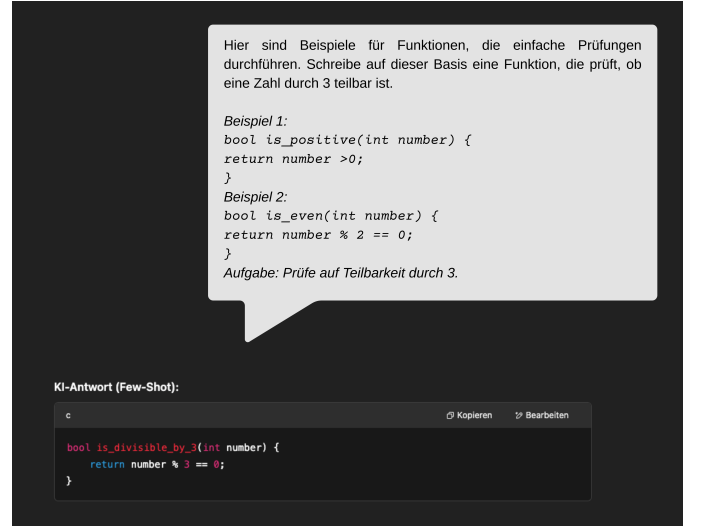 Hier sind Beispiele für Funktionen, die einfache Prüfungen
durchführen. Schreibe auf dieser Basis eine Funktion, die prüft, ob
eine Zahl durch 3 teilbar ist.
Beispiel 1:
bool is_positive(int number) {
return number >0;
}
Beispiel 2:
bool is_even(int number) {
return number % 2 == 0;
}
Aufgabe: Prüfe auf Teilbarkeit durch 3.
KI-Antwort (Few-Shot):
c Kopieren Bearbeiten
bool is_divisible_by_3(int number) {
    return number % 3 == 0;
}